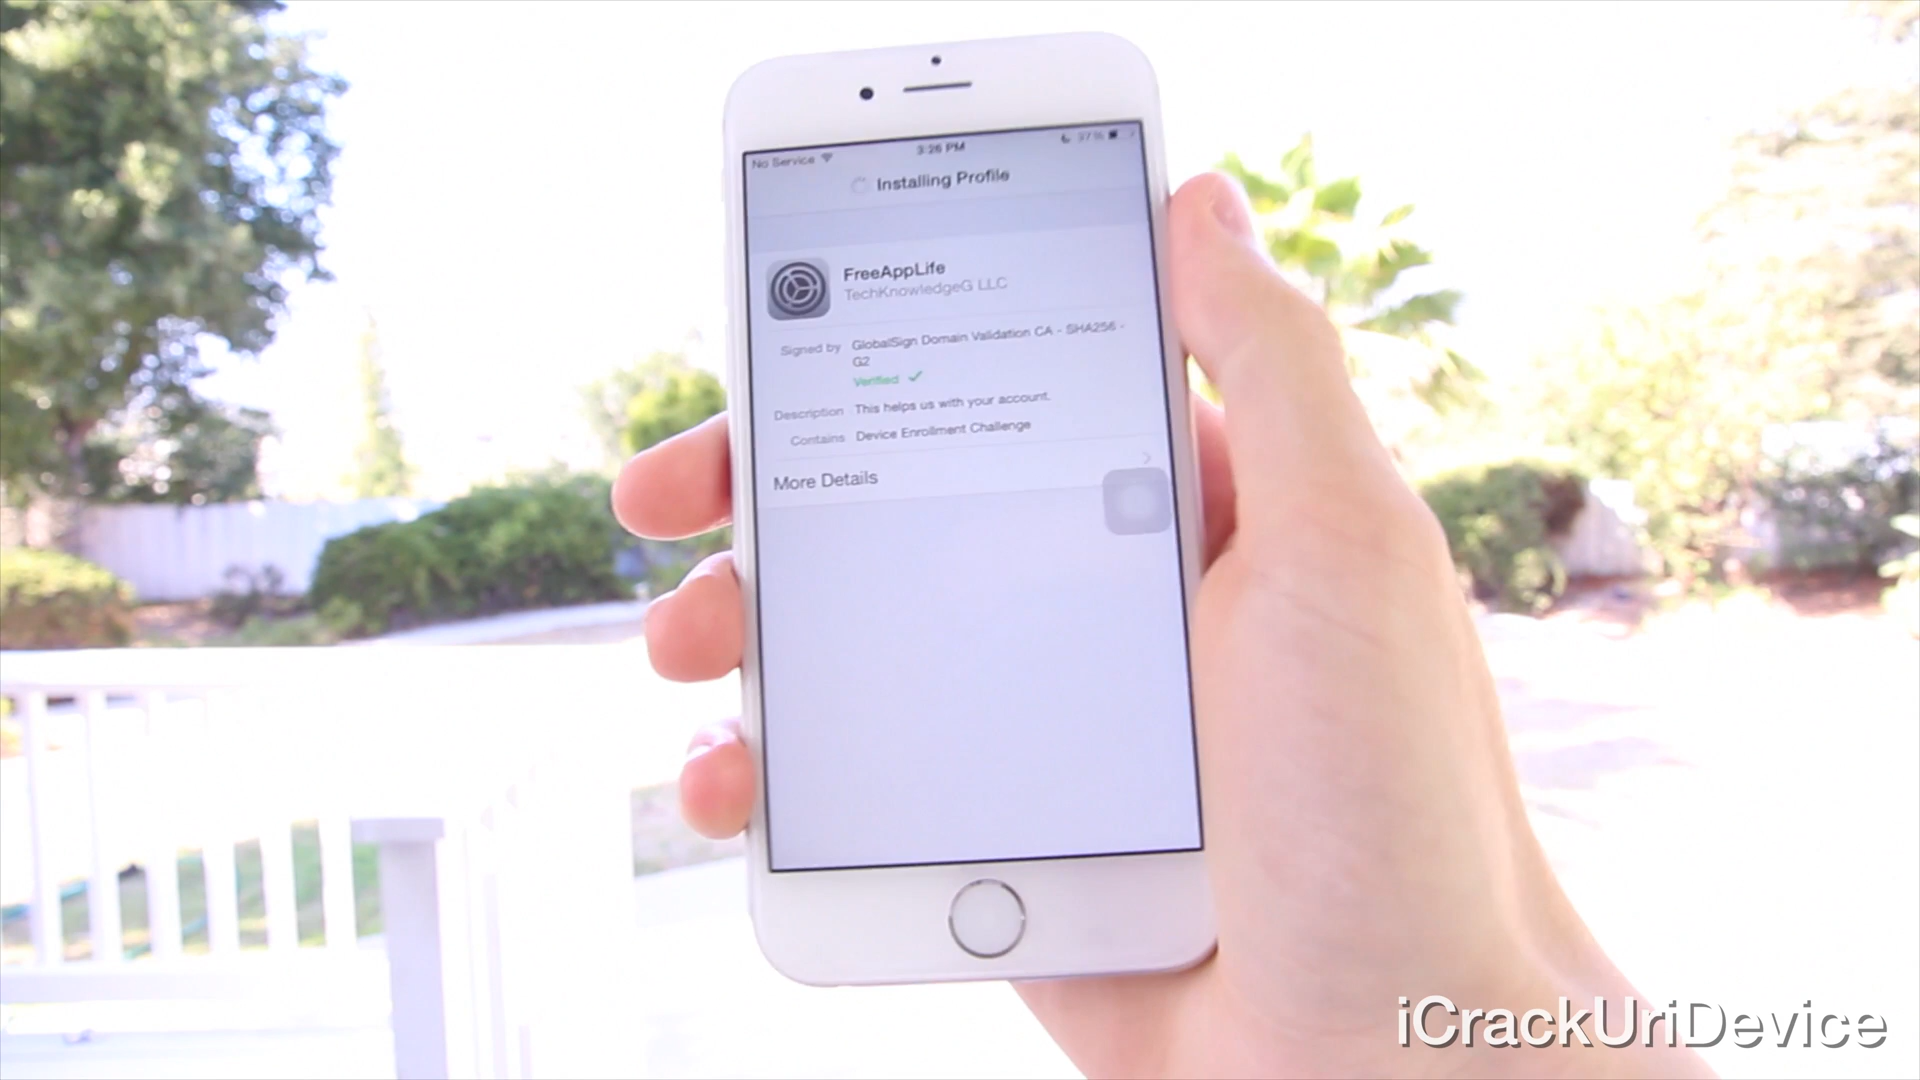 No Service 3:26 PM 37%
Installing Profile
FreeAppLife
TechKnowledgeG LLC
Signed by GlobalSign Domain Validation CA - SHA256 -
G2
Verified
Description This helps us with your account.
Contains Device Enrollment Challenge
More Details
iCrackUriDevice